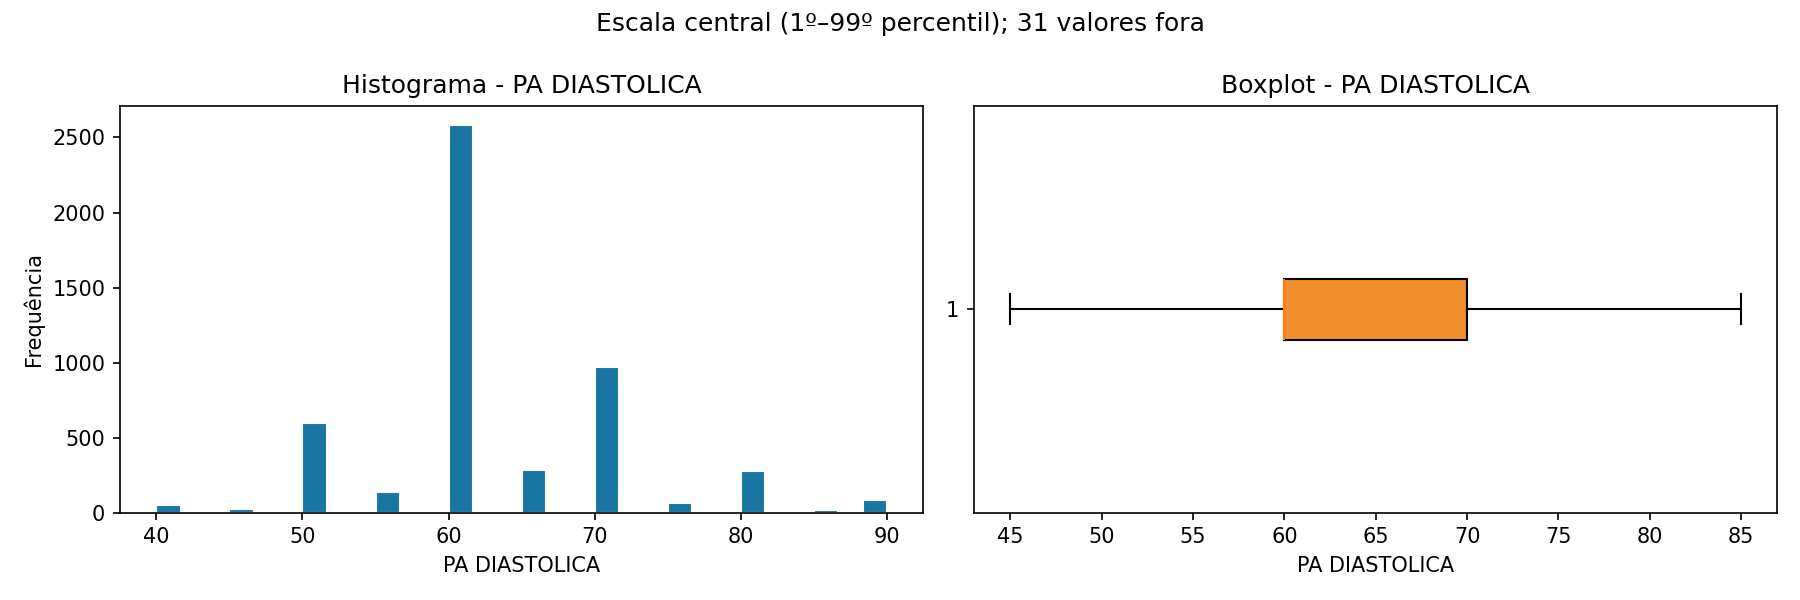 Escala central (1º–99º percentil); 31 valores fora
Histograma - PA DIASTOLICA
Frequência
2500
2000
1500
1000
500
0
40 50 60 70 80 90
PA DIASTOLICA
Boxplot - PA DIASTOLICA
1
45 50 55 60 65 70 75 80 85
PA DIASTOLICA